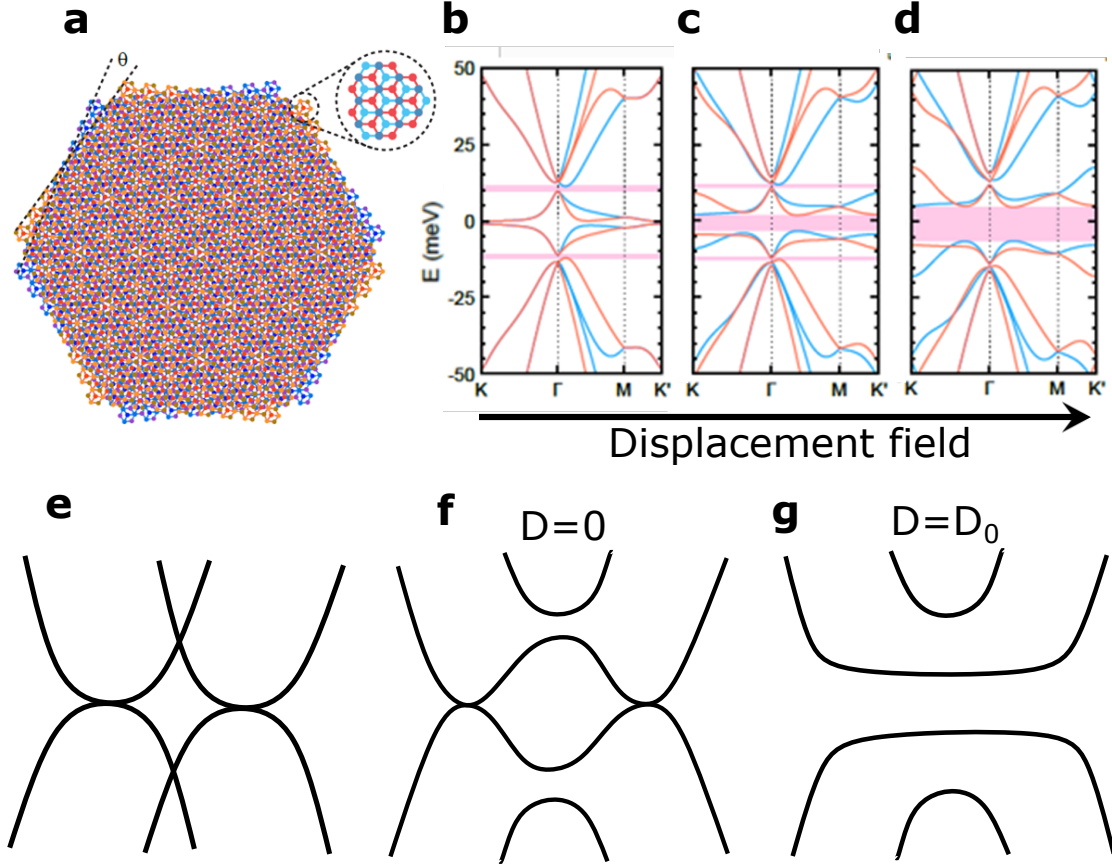 a
b
c
d
θ
50
25
0
-25
-50
E (meV)
K Γ M K'
K Γ M K'
K Γ M K'
Displacement field
e
f
g
D=0
D=D₀